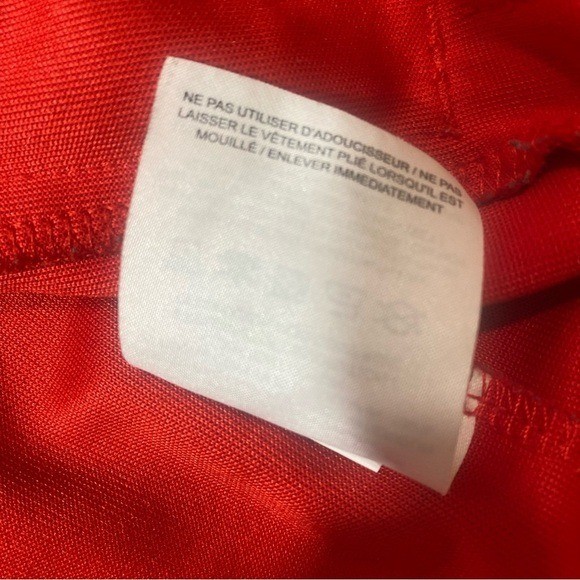 NE PAS UTILISER D'ADOUCISSEUR / NE PAS
LAISSER LE VÊTEMENT PLIÉ LORSQU'IL EST
MOUILLÉ / ENLEVER IMMÉDIATEMENT